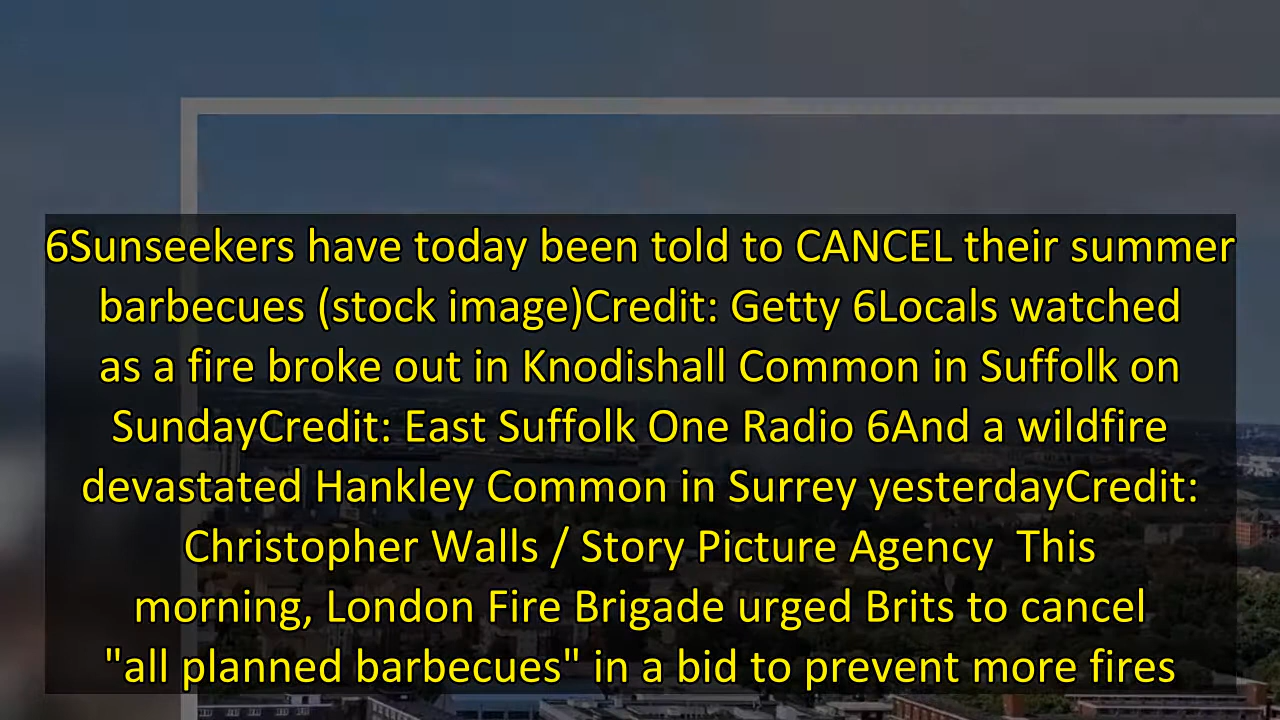 6Sunseekers have today been told to CANCEL their summer
barbecues (stock image)Credit: Getty 6Locals watched
as a fire broke out in Knodishall Common in Suffolk on
SundayCredit: East Suffolk One Radio 6And a wildfire
devastated Hankley Common in Surrey yesterdayCredit:
Christopher Walls / Story Picture Agency  This
morning, London Fire Brigade urged Brits to cancel
"all planned barbecues" in a bid to prevent more fires